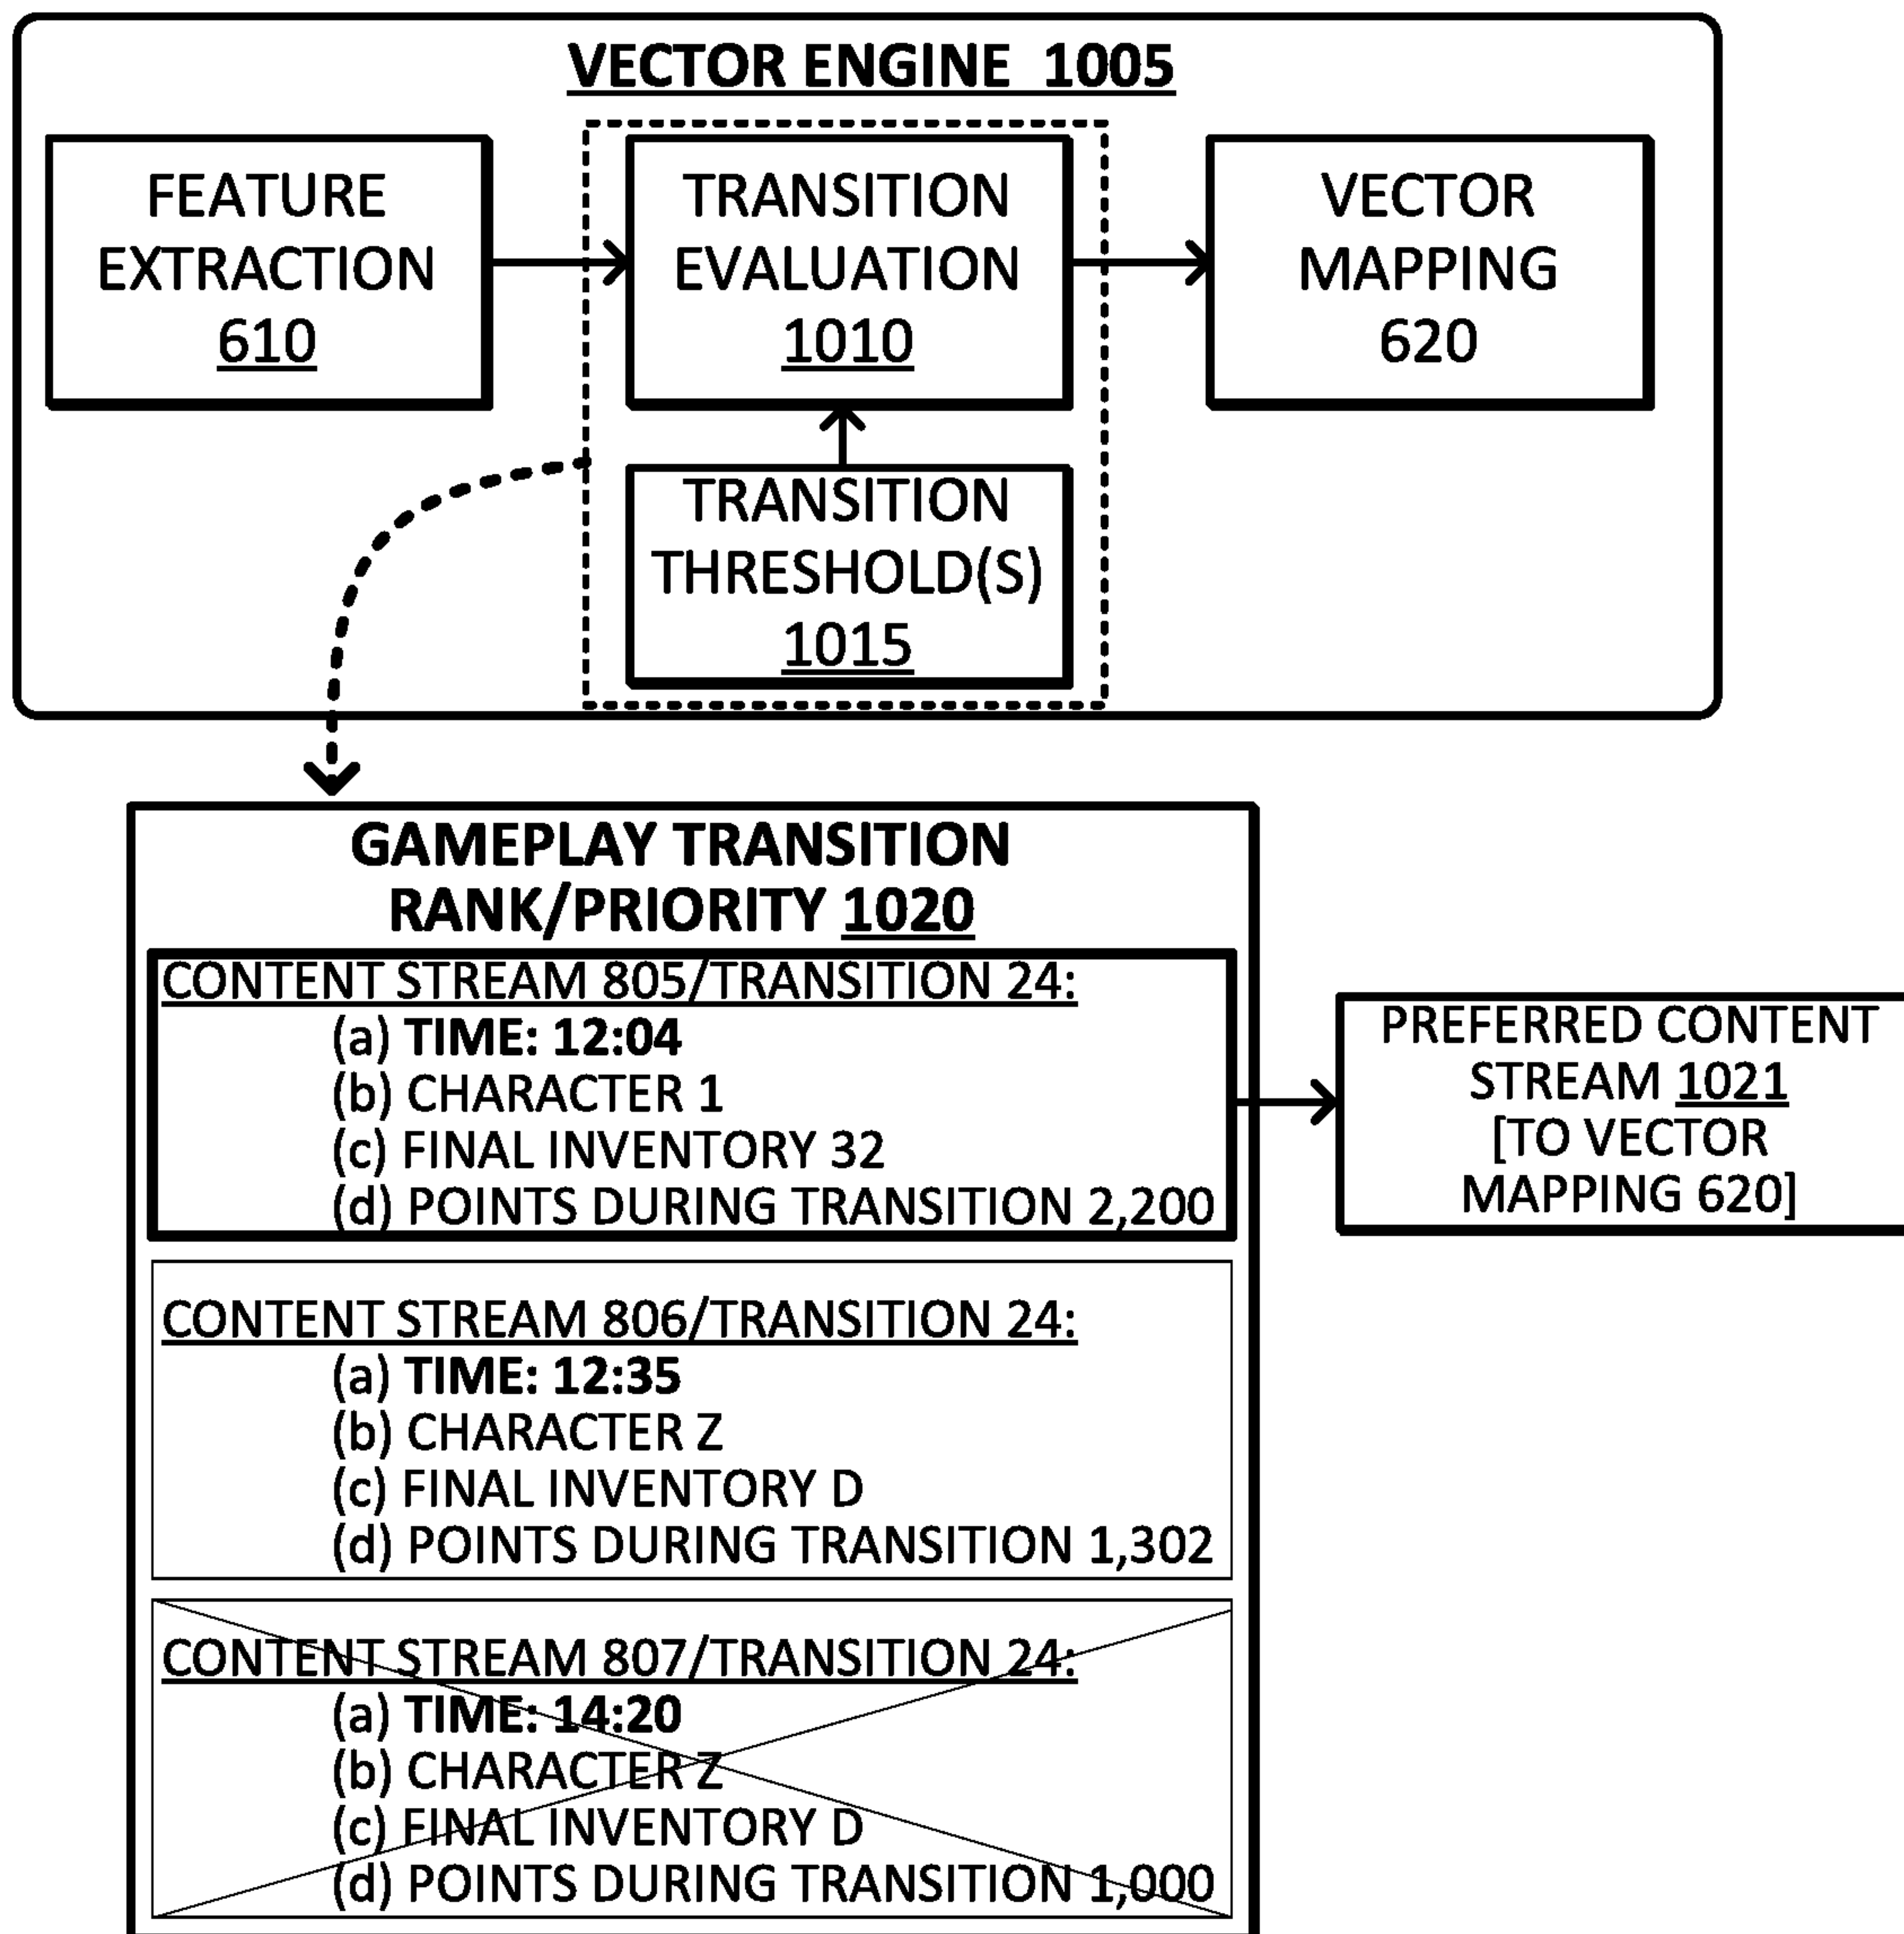 VECTOR ENGINE 1005
FEATURE
EXTRACTION
610
TRANSITION
EVALUATION
1010
VECTOR
MAPPING
620
TRANSITION
THRESHOLD(S)
1015
GAMEPLAY TRANSITION
RANK/PRIORITY 1020
CONTENT STREAM 805/TRANSITION 24:
(a) TIME: 12:04
(b) CHARACTER 1
(c) FINAL INVENTORY 32
(d) POINTS DURING TRANSITION 2,200
PREFERRED CONTENT
STREAM 1021
[TO VECTOR
MAPPING 620]
CONTENT STREAM 806/TRANSITION 24:
(a) TIME: 12:35
(b) CHARACTER Z
(c) FINAL INVENTORY D
(d) POINTS DURING TRANSITION 1,302
CONTENT STREAM 807/TRANSITION 24:
(a) TIME: 14:20
(b) CHARACTER Z
(c) FINAL INVENTORY D
(d) POINTS DURING TRANSITION 1,000